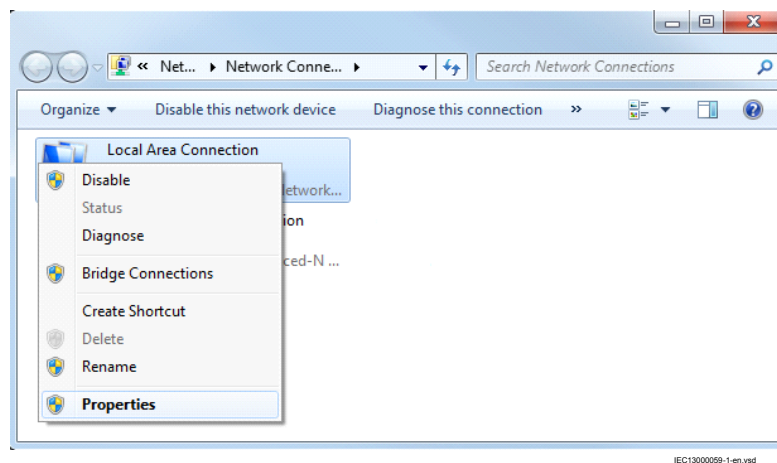 « Net... ▸ Network Conne... ▸
Search Network Connections
Organize ▾ Disable this network device Diagnose this connection »
Local Area Connection
Disable
letwork...
Status
ion
Diagnose
ced-N ...
Bridge Connections
Create Shortcut
Delete
Rename
Properties
IEC13000059-1-en.vsd